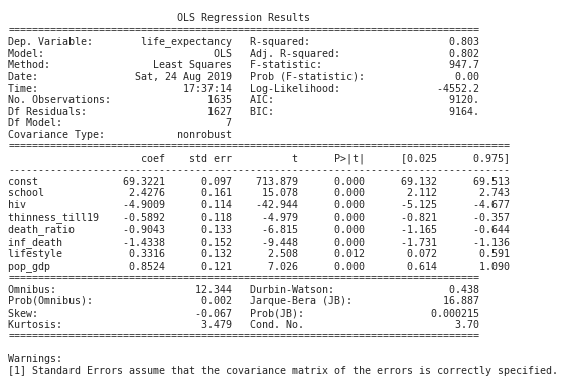 OLS Regression Results
==============================================================================
Dep. Variable: life_expectancy R-squared: 0.803
Model: OLS Adj. R-squared: 0.802
Method: Least Squares F-statistic: 947.7
Date: Sat, 24 Aug 2019 Prob (F-statistic): 0.00
Time: 17:37:14 Log-Likelihood: -4552.2
No. Observations: 1635 AIC: 9120.
Df Residuals: 1627 BIC: 9164.
Df Model: 7
Covariance Type: nonrobust
===================================================================================
coef std err t P>|t| [0.025 0.975]
-----------------------------------------------------------------------------------
const 69.3221 0.097 713.879 0.000 69.132 69.513
school 2.4276 0.161 15.078 0.000 2.112 2.743
hiv -4.9009 0.114 -42.944 0.000 -5.125 -4.677
thinness_till19 -0.5892 0.118 -4.979 0.000 -0.821 -0.357
death_ratio -0.9043 0.133 -6.815 0.000 -1.165 -0.644
inf_death -1.4338 0.152 -9.448 0.000 -1.731 -1.136
lifestyle 0.3316 0.132 2.508 0.012 0.072 0.591
pop_gdp 0.8524 0.121 7.026 0.000 0.614 1.090
==============================================================================
Omnibus: 12.344 Durbin-Watson: 0.438
Prob(Omnibus): 0.002 Jarque-Bera (JB): 16.887
Skew: -0.067 Prob(JB): 0.000215
Kurtosis: 3.479 Cond. No. 3.70
==============================================================================
Warnings:
[1] Standard Errors assume that the covariance matrix of the errors is correctly specified.